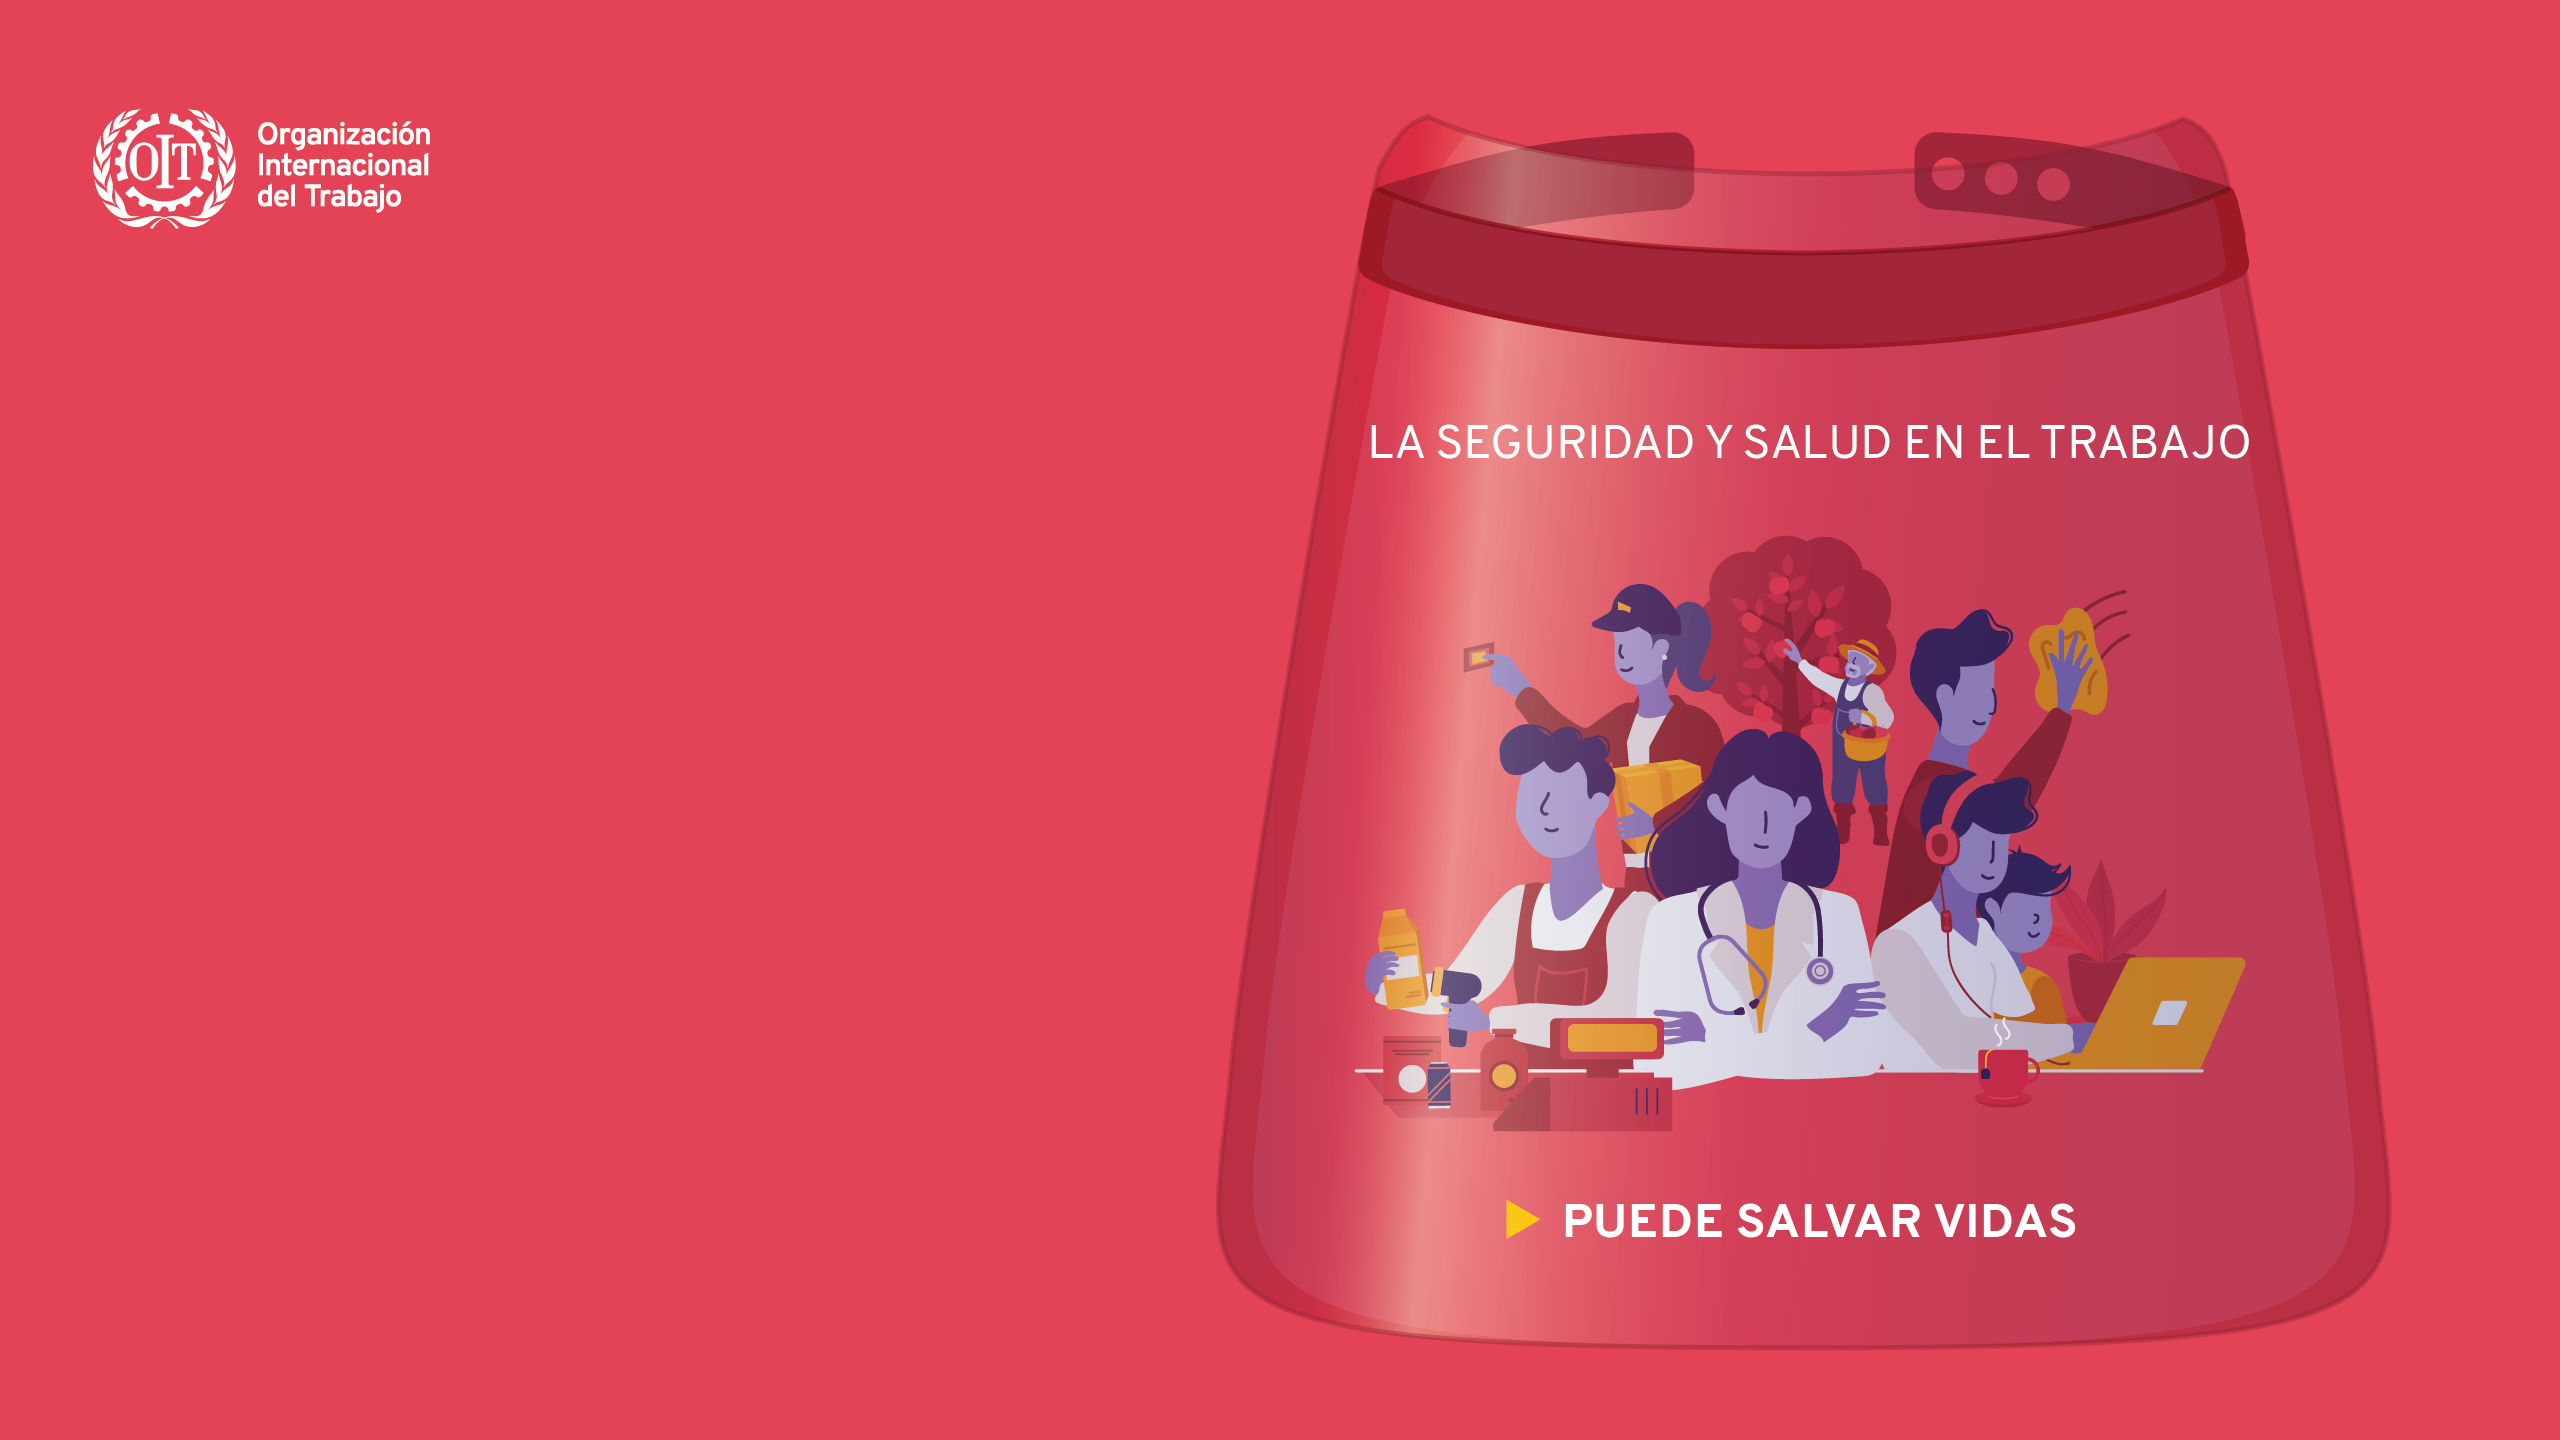 OIT
Organización
Internacional
del Trabajo
LA SEGURIDAD Y SALUD EN EL TRABAJO
PUEDE SALVAR VIDAS